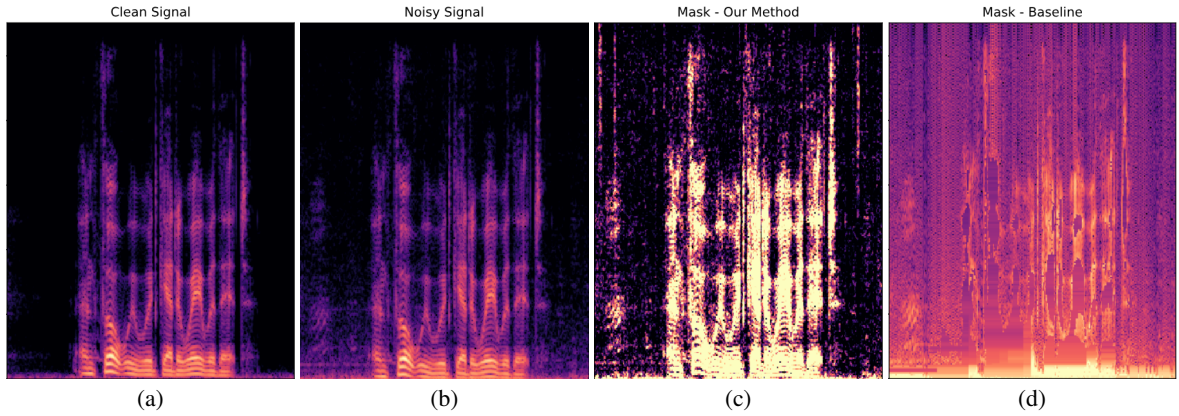 Clean Signal
Noisy Signal
Mask - Our Method
Mask - Baseline
(a)
(b)
(c)
(d)